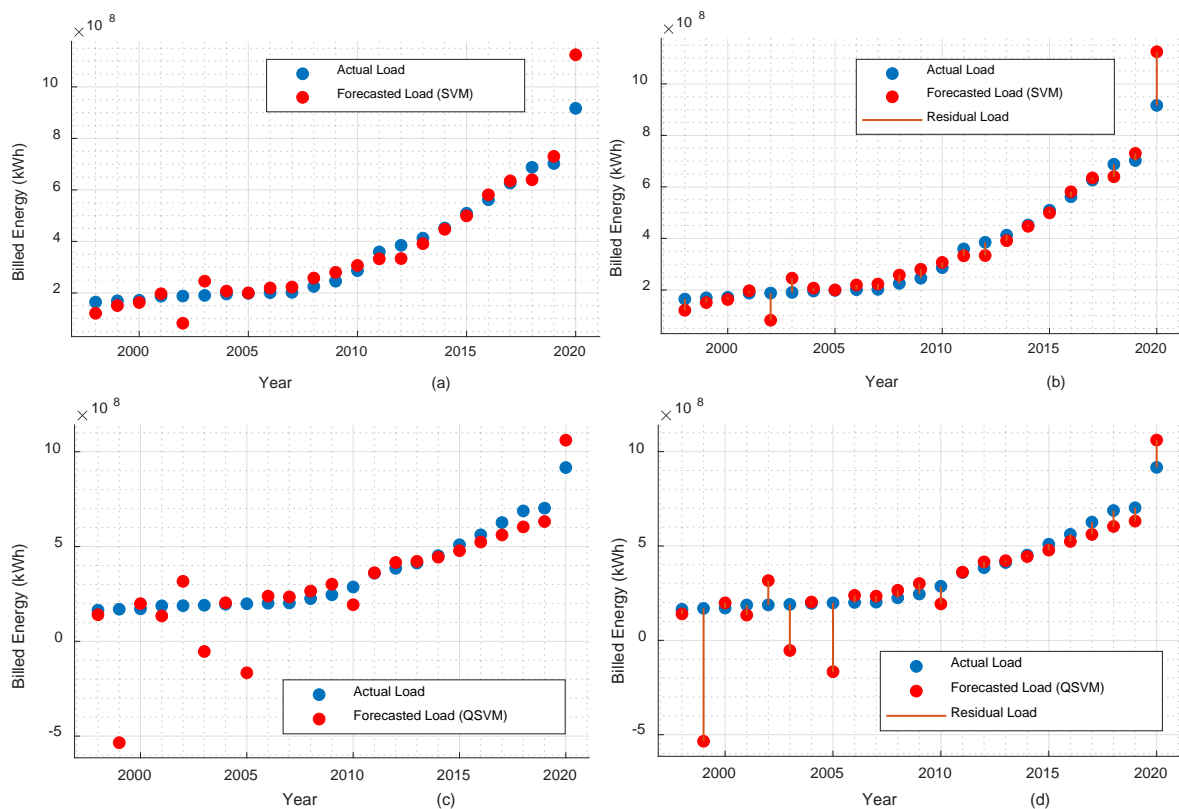 × 10 8
10
8
6
4
2
Billed Energy (kWh)
Actual Load
Forecasted Load (SVM)
2000 2005 2010 2015 2020
Year (a)
× 10 8
10
8
6
4
2
Billed Energy (kWh)
Actual Load
Forecasted Load (SVM)
Residual Load
2000 2005 2010 2015 2020
Year (b)
× 10 8
10
5
0
-5
Billed Energy (kWh)
Actual Load
Forecasted Load (QSVM)
2000 2005 2010 2015 2020
Year (c)
× 10 8
10
5
0
-5
Billed Energy (kWh)
Actual Load
Forecasted Load (QSVM)
Residual Load
2000 2005 2010 2015 2020
Year (d)